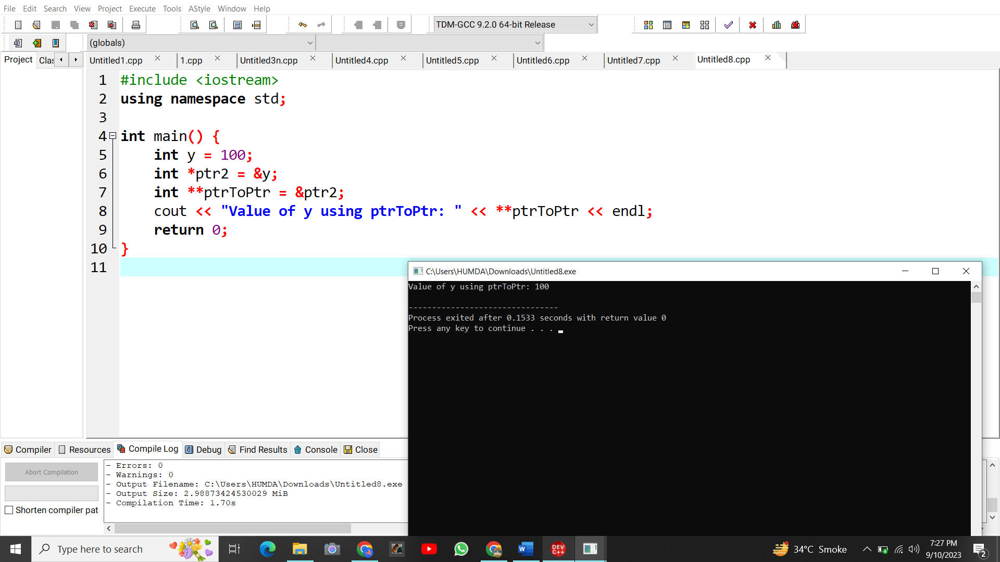 File Edit Search View Project Execute Tools AStyle Window Help
TDM-GCC 9.2.0 64-bit Release
(globals)
Project Clas Untitled1.cpp 1.cpp Untitled3n.cpp Untitled4.cpp Untitled5.cpp Untitled6.cpp Untitled7.cpp Untitled8.cpp
1 #include <iostream>
2 using namespace std;
3
4 int main() {
5 int y = 100;
6 int *ptr2 = &y;
7 int **ptrToPtr = &ptr2;
8 cout << "Value of y using ptrToPtr: " << **ptrToPtr << endl;
9 return 0;
10 }
11
C:\Users\HUMDA\Downloads\Untitled8.exe
Value of y using ptrToPtr: 100
--------------------------------
Process exited after 0.1533 seconds with return value 0
Press any key to continue . . .
Compiler Resources Compile Log Debug Find Results Console Close
Abort Compilation
Shorten compiler pat
- Errors: 0
- Warnings: 0
- Output Filename: C:\Users\HUMDA\Downloads\Untitled8.exe
- Output Size: 2.98873424530029 MiB
- Compilation Time: 1.70s
Type here to search
DEV C++
34°C Smoke
7:27 PM
9/10/2023
2